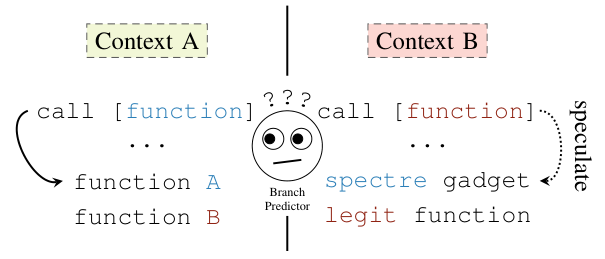 Context A
Context B
? ? ?
call [function]
call [function]
...
...
speculate
function A
spectre gadget
function B
legit function
Branch
Predictor